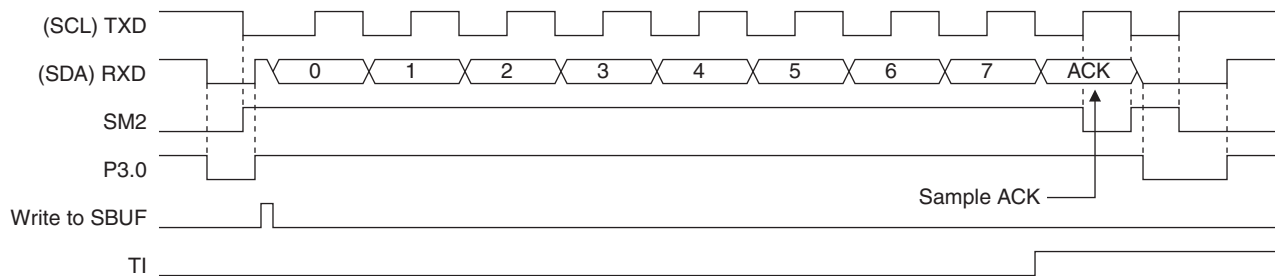 (SCL) TXD
(SDA) RXD 0 1 2 3 4 5 6 7 ACK
SM2
P3.0
Sample ACK
Write to SBUF
TI